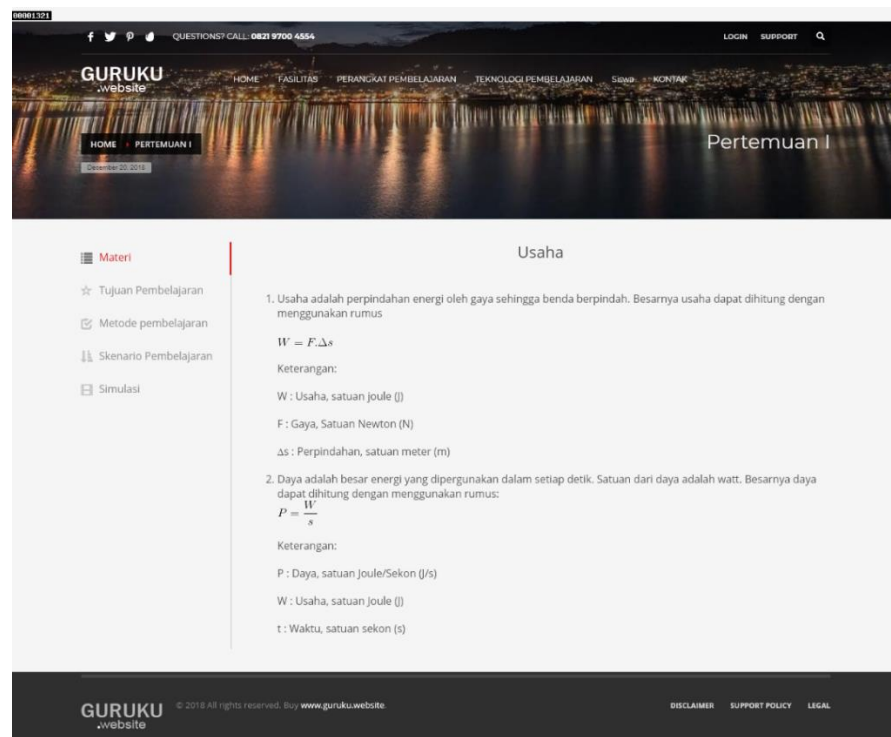 00001321
QUESTIONS? CALL: 0821 9700 4554
LOGIN SUPPORT
GURUKU
.website
HOME FASILITAS PERANGKAT PEMBELAJARAN TEKNOLOGI PEMBELAJARAN Siswa KONTAK
HOME PERTEMUAN I
Pertemuan I
December 20, 2018
Materi
Tujuan Pembelajaran
Metode pembelajaran
Skenario Pembelajaran
Simulasi
Usaha
1. Usaha adalah perpindahan energi oleh gaya sehingga benda berpindah. Besarnya usaha dapat dihitung dengan
menggunakan rumus
W = F.Δs
Keterangan:
W : Usaha, satuan joule (J)
F : Gaya, Satuan Newton (N)
Δs : Perpindahan, satuan meter (m)
2. Daya adalah besar energi yang dipergunakan dalam setiap detik. Satuan dari daya adalah watt. Besarnya daya
dapat dihitung dengan menggunakan rumus:
P = W/s
Keterangan:
P : Daya, satuan Joule/Sekon (J/s)
W : Usaha, satuan Joule (J)
t : Waktu, satuan sekon (s)
GURUKU
.website
© 2018 All rights reserved. Buy www.guruku.website.
DISCLAIMER SUPPORT POLICY LEGAL